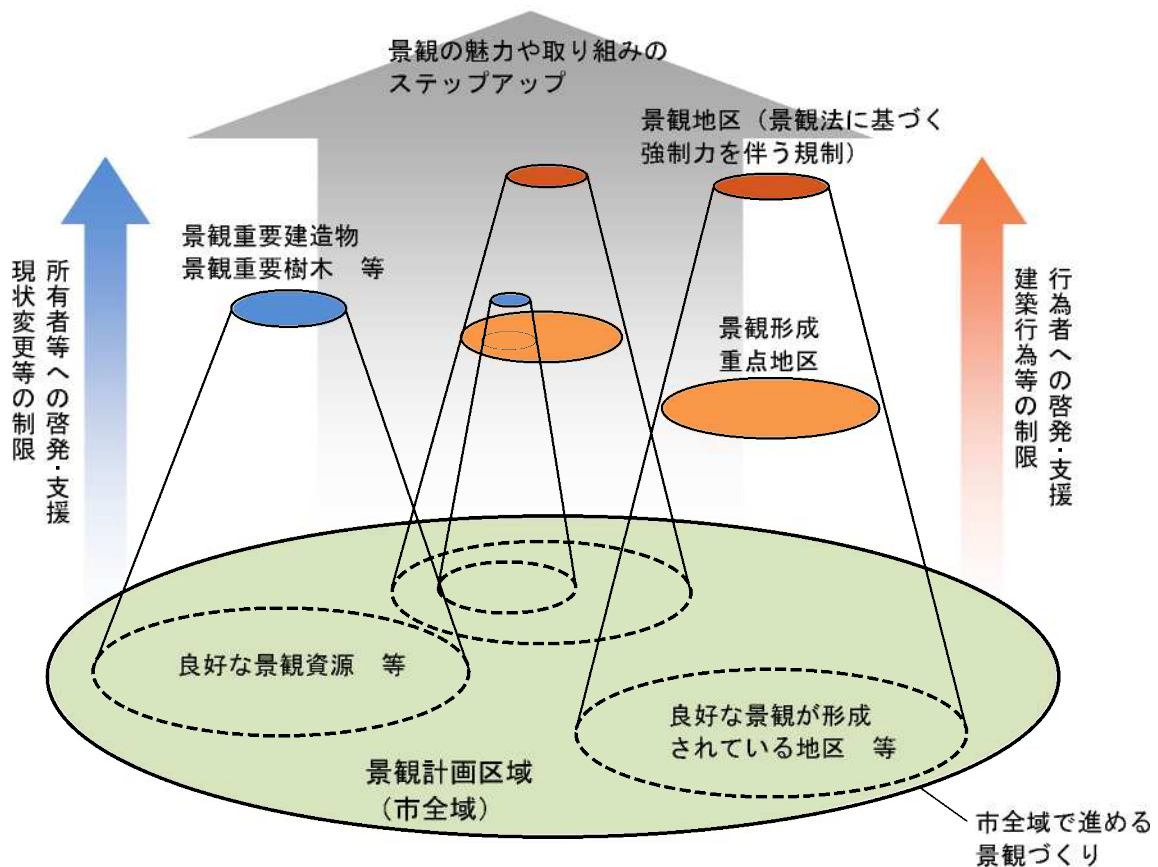 景観の魅力や取り組みの
ステップアップ
景観地区（景観法に基づく
強制力を伴う規制）
景観重要建造物
景観重要樹木　等
所有者等への啓発・支援
現状変更等の制限
景観形成
重点地区
行為者への啓発・支援
建築行為等の制限
良好な景観資源　等
良好な景観が形成
されている地区　等
景観計画区域
（市全域）
市全域で進める
景観づくり